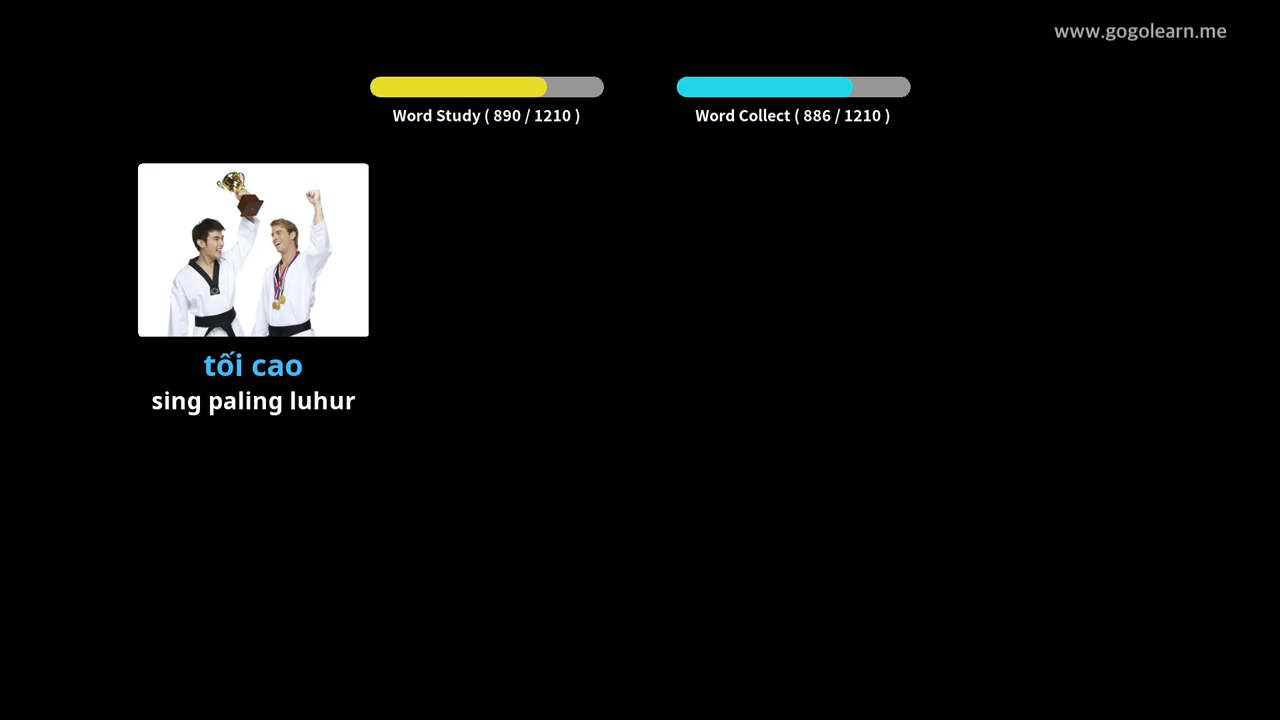 www.gogolearn.me
Word Study ( 890 / 1210 )
Word Collect ( 886 / 1210 )
tối cao
sing paling luhur